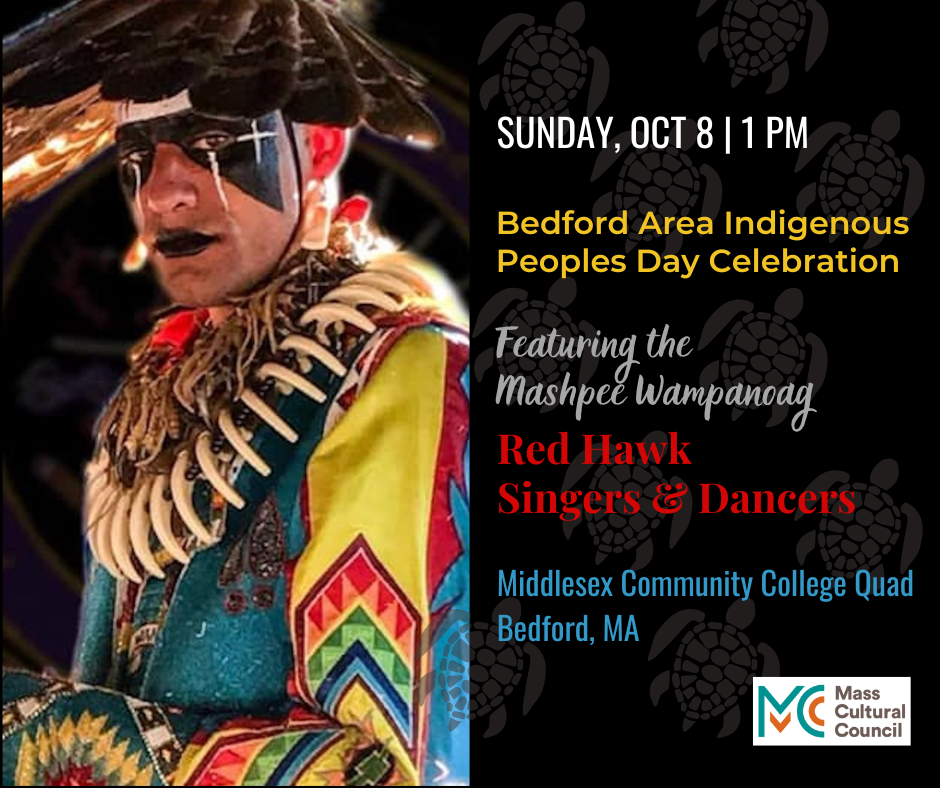 SUNDAY, OCT 8 | 1 PM
Bedford Area Indigenous
Peoples Day Celebration
Featuring the
Mashpee Wampanoag
Red Hawk
Singers & Dancers
Middlesex Community College Quad
Bedford, MA
Mass
Cultural
Council